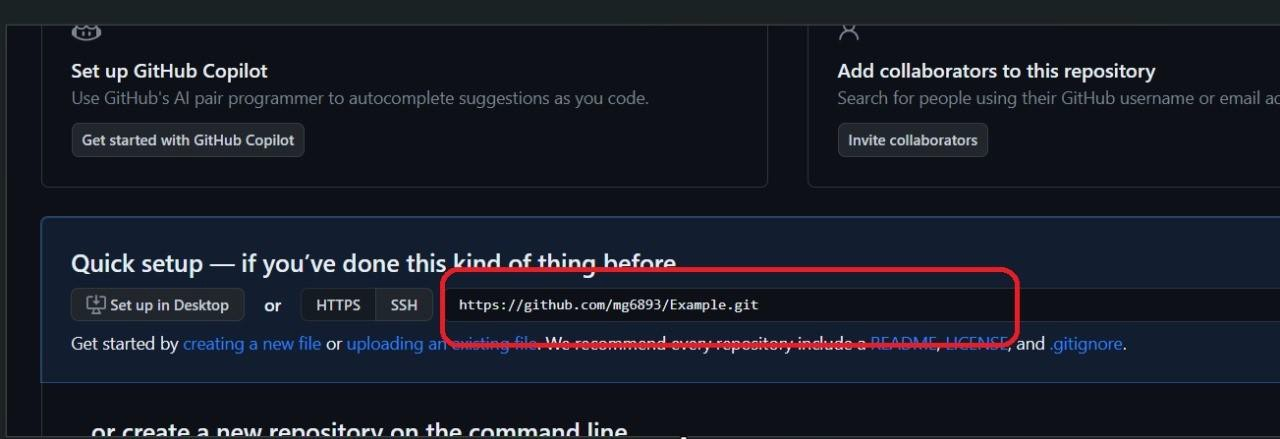 Set up GitHub Copilot
Use GitHub's AI pair programmer to autocomplete suggestions as you code.
Get started with GitHub Copilot
Add collaborators to this repository
Search for people using their GitHub username or email
Invite collaborators
Quick setup — if you’ve done this kind of thing before
Set up in Desktop or HTTPS SSH https://github.com/mg6893/Example.git
Get started by creating a new file or uploading an existing file. We recommend every repository include a README, LICENSE, and .gitignore.
or create a new repository on the command line